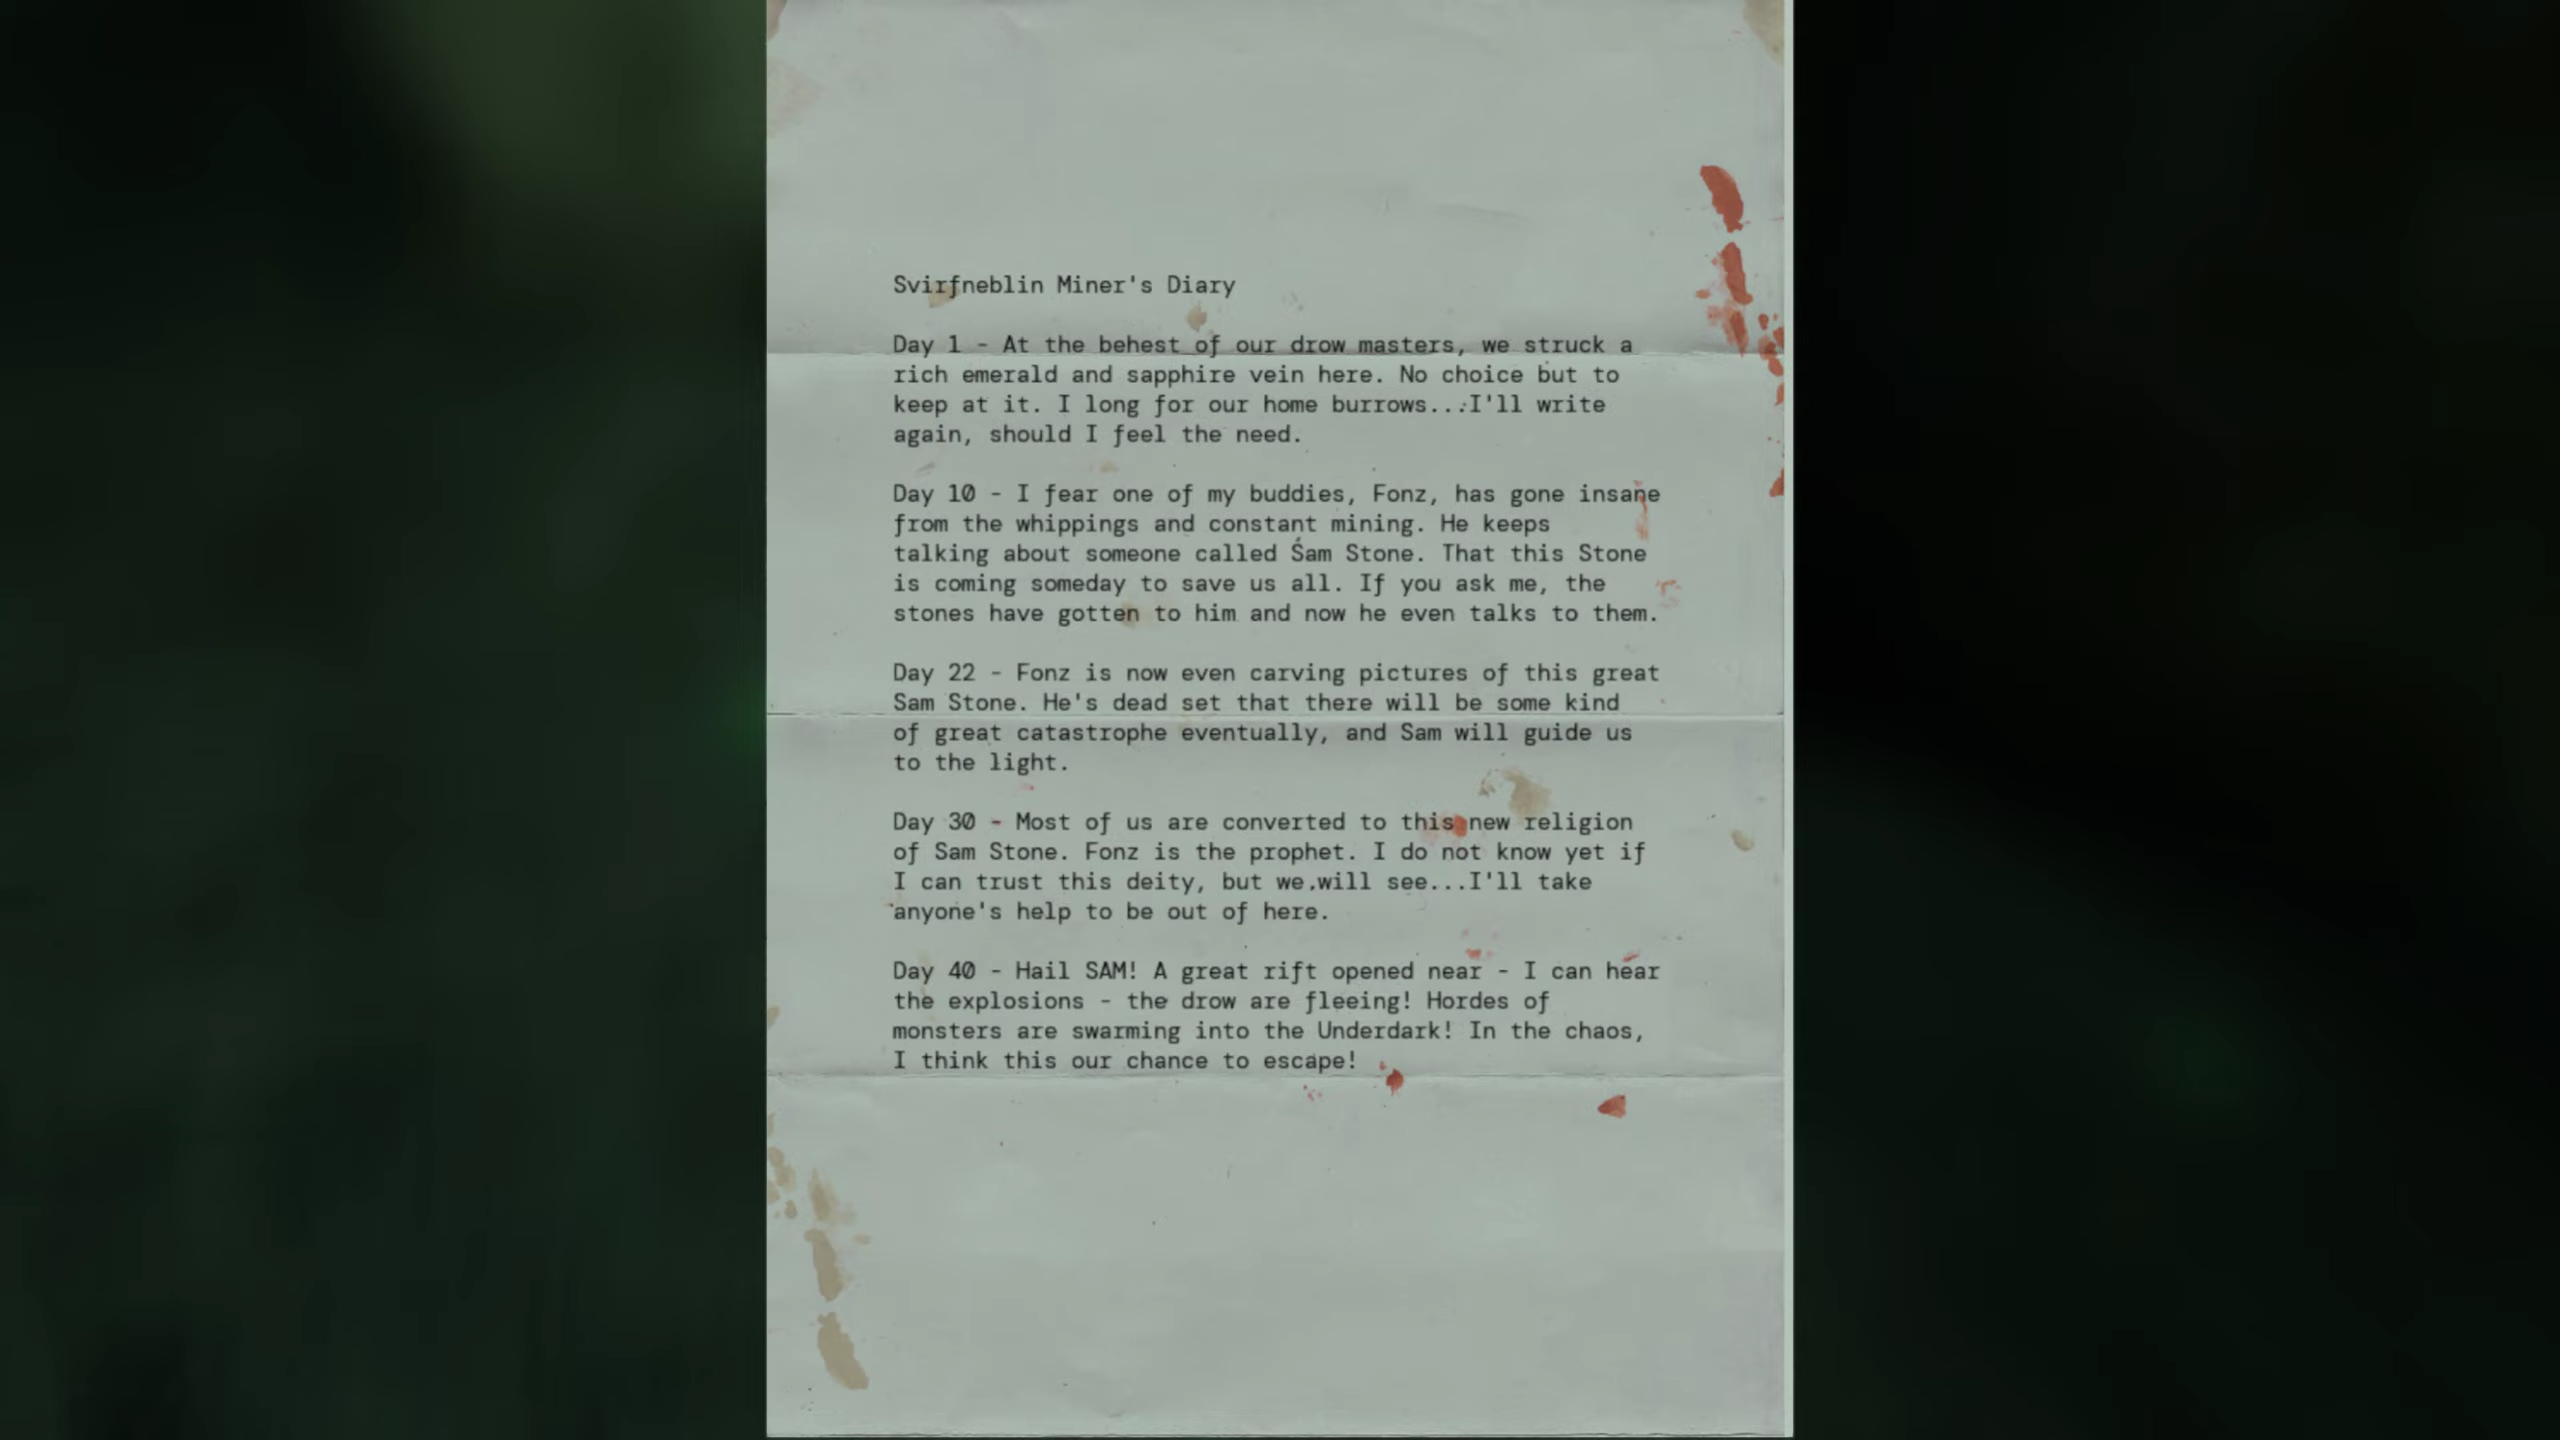 Svirfneblin Miner's Diary
Day 1 - At the behest of our drow masters, we struck a
rich emerald and sapphire vein here. No choice but to
keep at it. I long for our home burrows...I'll write
again, should I feel the need.
Day 10 - I fear one of my buddies, Fonz, has gone insane
from the whippings and constant mining. He keeps
talking about someone called Sam Stone. That this Stone
is coming someday to save us all. If you ask me, the
stones have gotten to him and now he even talks to them.
Day 22 - Fonz is now even carving pictures of this great
Sam Stone. He's dead set that there will be some kind
of great catastrophe eventually, and Sam will guide us
to the light.
Day 30 - Most of us are converted to this new religion
of Sam Stone. Fonz is the prophet. I do not know yet if
I can trust this deity, but we will see...I'll take
anyone's help to be out of here.
Day 40 - Hail SAM! A great rift opened near - I can hear
the explosions - the drow are fleeing! Hordes of
monsters are swarming into the Underdark! In the chaos,
I think this our chance to escape!